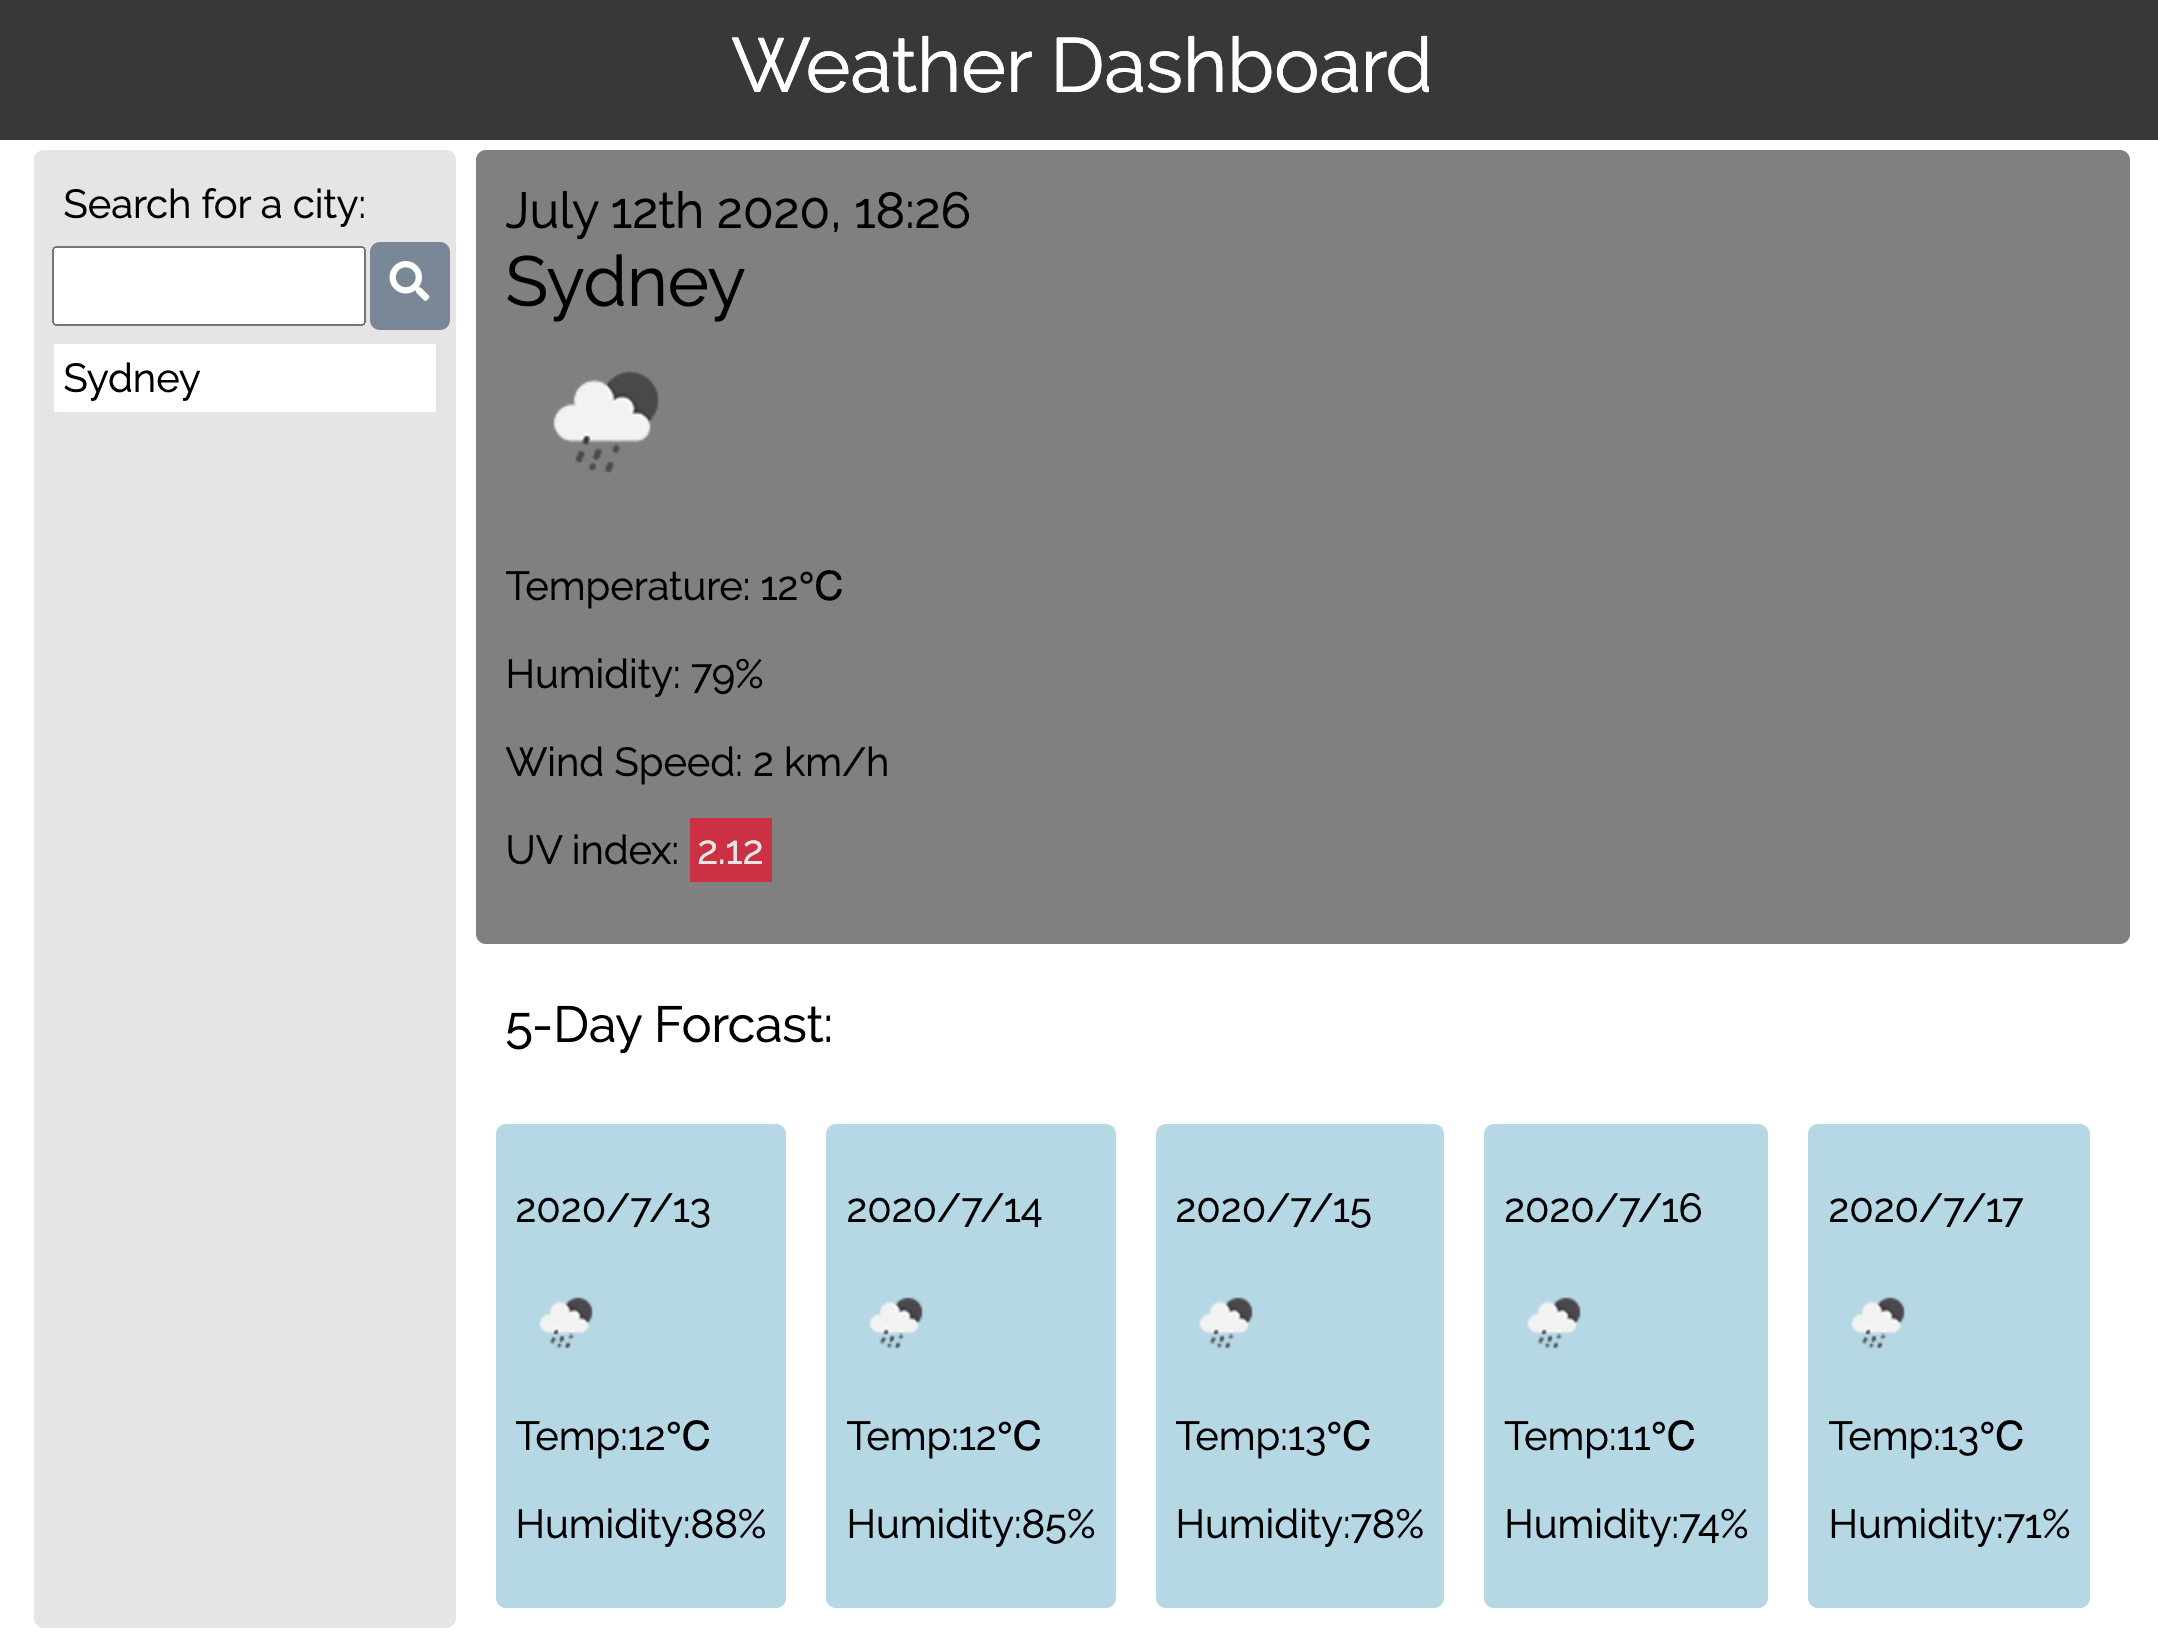 Weather Dashboard
Search for a city:
Sydney
July 12th 2020, 18:26
Sydney
Temperature: 12°C
Humidity: 79%
Wind Speed: 2 km/h
UV index: 2.12
5-Day Forcast:
2020/7/13
Temp:12°C
Humidity:88%
2020/7/14
Temp:12°C
Humidity:85%
2020/7/15
Temp:13°C
Humidity:78%
2020/7/16
Temp:11°C
Humidity:74%
2020/7/17
Temp:13°C
Humidity:71%